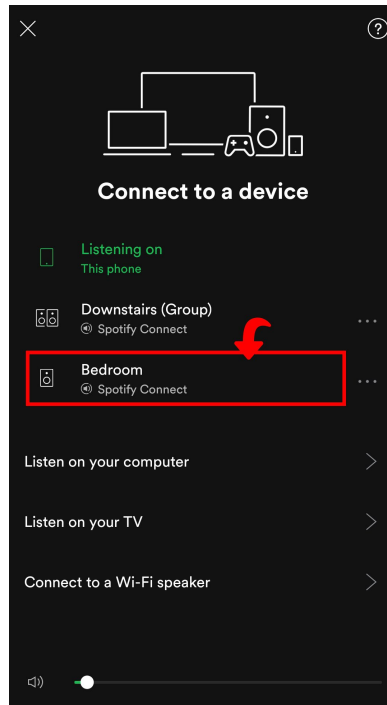 ?
Connect to a device
Listening on
This phone
Downstairs (Group)
Spotify Connect
Bedroom
Spotify Connect
Listen on your computer
Listen on your TV
Connect to a Wi-Fi speaker